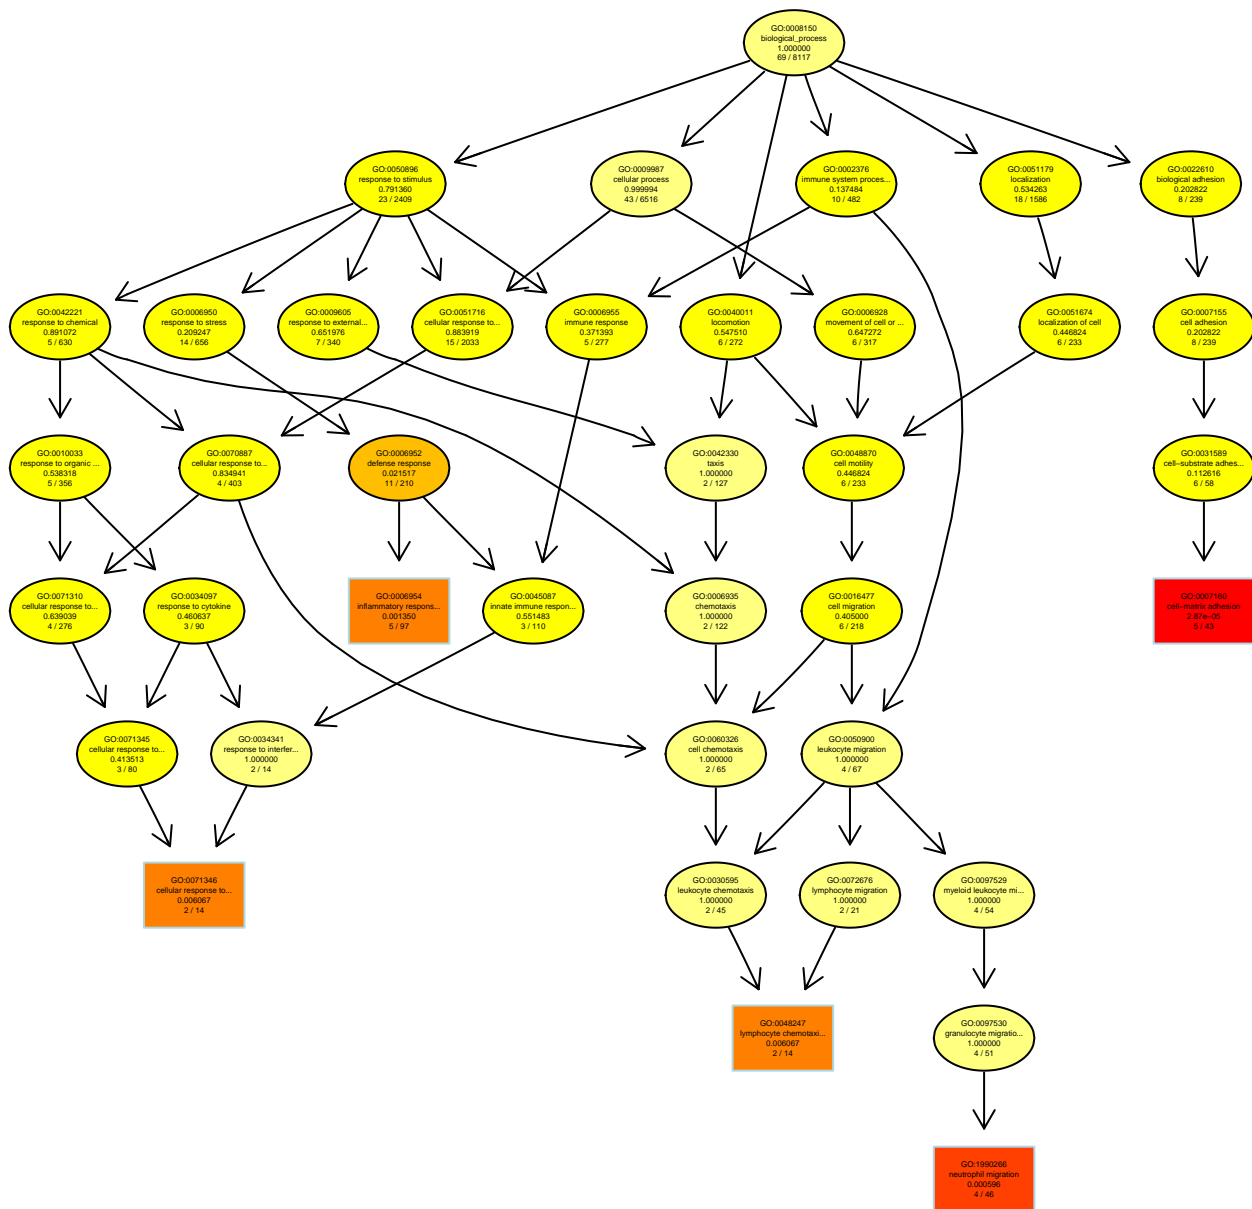 GO:0008150
biological_process
1.000000
69 / 8117
GO:0050896
response to stimulus
0.791360
23 / 2409
GO:0009987
cellular process
0.999994
43 / 6516
GO:0002376
immune system proces...
0.137484
10 / 482
GO:0051179
localization
0.534263
18 / 1586
GO:0022610
biological adhesion
0.202822
8 / 239
GO:0042221
response to chemical
0.891072
5 / 630
GO:0006950
response to stress
0.209247
14 / 656
GO:0009605
response to external...
0.651976
7 / 340
GO:0051716
cellular response to...
0.883919
15 / 2033
GO:0006955
immune response
0.371393
5 / 277
GO:0040011
locomotion
0.547510
6 / 272
GO:0006928
movement of cell or ...
0.647272
6 / 317
GO:0051674
localization of cell
0.446824
6 / 233
GO:0007155
cell adhesion
0.202822
8 / 239
GO:0010033
response to organic ...
0.538318
5 / 356
GO:0070887
cellular response to...
0.834941
4 / 403
GO:0006952
defense response
0.021517
11 / 210
GO:0042330
taxis
1.000000
2 / 127
GO:0048870
cell motility
0.446824
6 / 233
GO:0031589
cell−substrate adhes...
0.112616
6 / 58
GO:0071310
cellular response to...
0.639039
4 / 276
GO:0034097
response to cytokine
0.460637
3 / 90
GO:0006954
inflammatory respons...
0.001350
5 / 97
GO:0045087
innate immune respon...
0.551483
3 / 110
GO:0006935
chemotaxis
1.000000
2 / 122
GO:0016477
cell migration
0.405000
6 / 218
GO:0007160
cell−matrix adhesion
2.87e−05
5 / 43
GO:0071345
cellular response to...
0.413513
3 / 80
GO:0034341
response to interfer...
1.000000
2 / 14
GO:0060326
cell chemotaxis
1.000000
2 / 65
GO:0050900
leukocyte migration
1.000000
4 / 67
GO:0071346
cellular response to...
0.006067
2 / 14
GO:0030595
leukocyte chemotaxis
1.000000
2 / 45
GO:0072676
lymphocyte migration
1.000000
2 / 21
GO:0097529
myeloid leukocyte mi...
1.000000
4 / 54
GO:0048247
lymphocyte chemotaxi...
0.006067
2 / 14
GO:0097530
granulocyte migratio...
1.000000
4 / 51
GO:1990266
neutrophil migration
0.000596
4 / 46